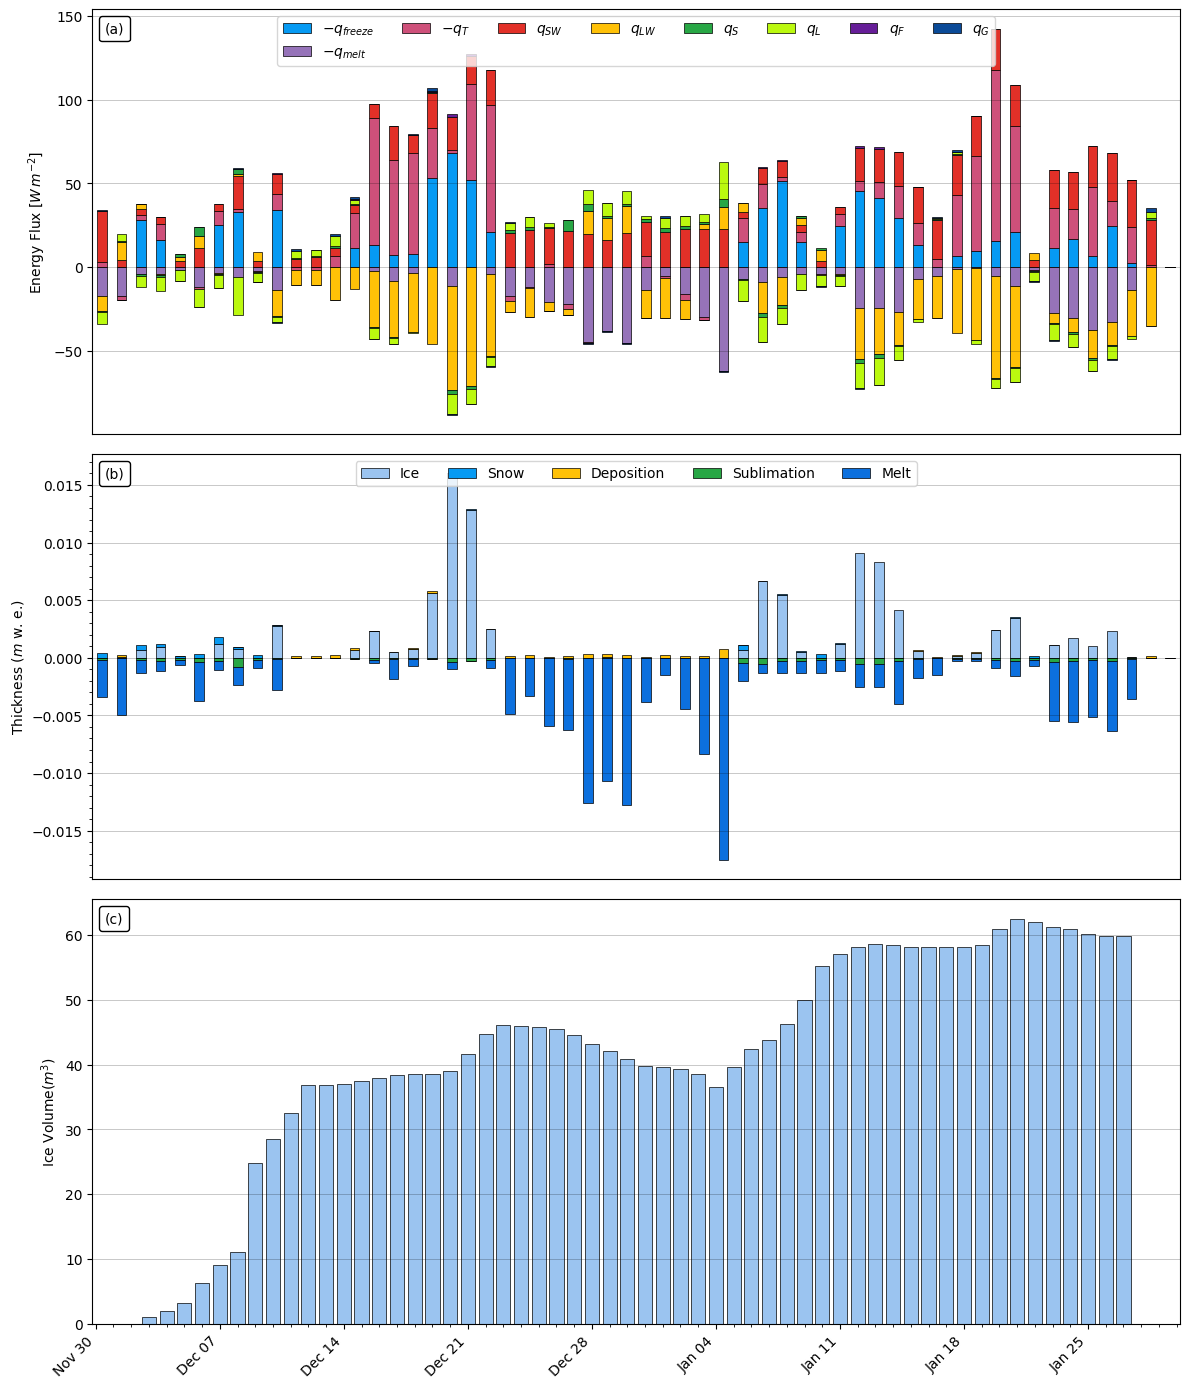 (a)
−q_freeze −q_T q_SW q_LW q_S q_L q_F q_G
−q_melt
150
100
50
0
−50
Energy Flux [W m⁻²]
(b)
Ice Snow Deposition Sublimation Melt
0.015
0.010
0.005
0.000
−0.005
−0.010
−0.015
Thickness (m w. e.)
(c)
60
50
40
30
20
10
0
Ice Volume(m³)
Nov 30 Dec 07 Dec 14 Dec 21 Dec 28 Jan 04 Jan 11 Jan 18 Jan 25